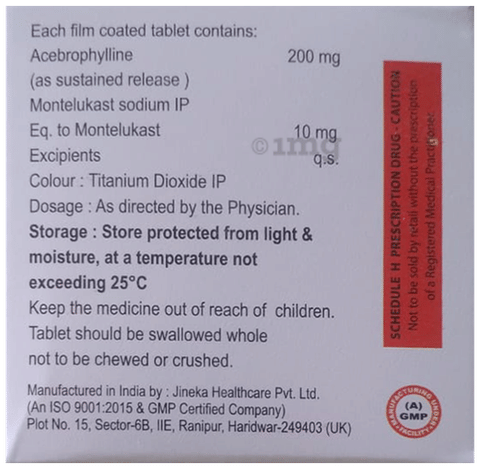 Each film coated tablet contains:
Acebrophylline 200 mg
(as sustained release )
Montelukast sodium IP
Eq. to Montelukast 10 mg
Excipients q.s.
Colour : Titanium Dioxide IP
Dosage : As directed by the Physician.
Storage : Store protected from light &
moisture, at a temperature not
exceeding 25°C
Keep the medicine out of reach of children.
Tablet should be swallowed whole
not to be chewed or crushed.
Manufactured in India by : Jineka Healthcare Pvt. Ltd.
(An ISO 9001:2015 & GMP Certified Company)
Plot No. 15, Sector-6B, IIE, Ranipur, Haridwar-249403 (UK)
SCHEDULE H PRESCRIPTION DRUG - CAUTION
Not to be sold by retail without the prescription
of a Registered Medical Practitioner.
MANUFACTURING UNDER
(A)
GMP
FACILITY
© 1mg